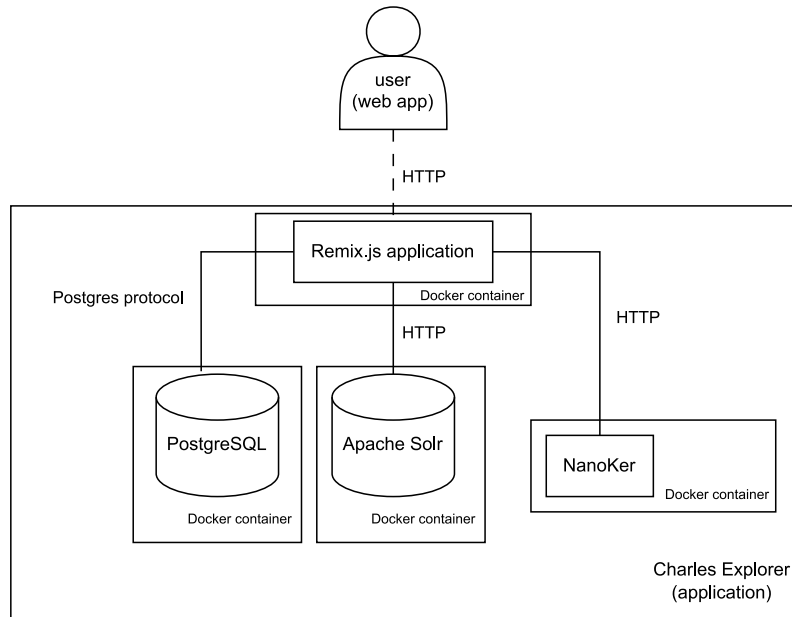 user
(web app)
HTTP
Remix.js application
Docker container
Postgres protocol
HTTP
HTTP
PostgreSQL
Docker container
Apache Solr
Docker container
NanoKer
Docker container
Charles Explorer
(application)